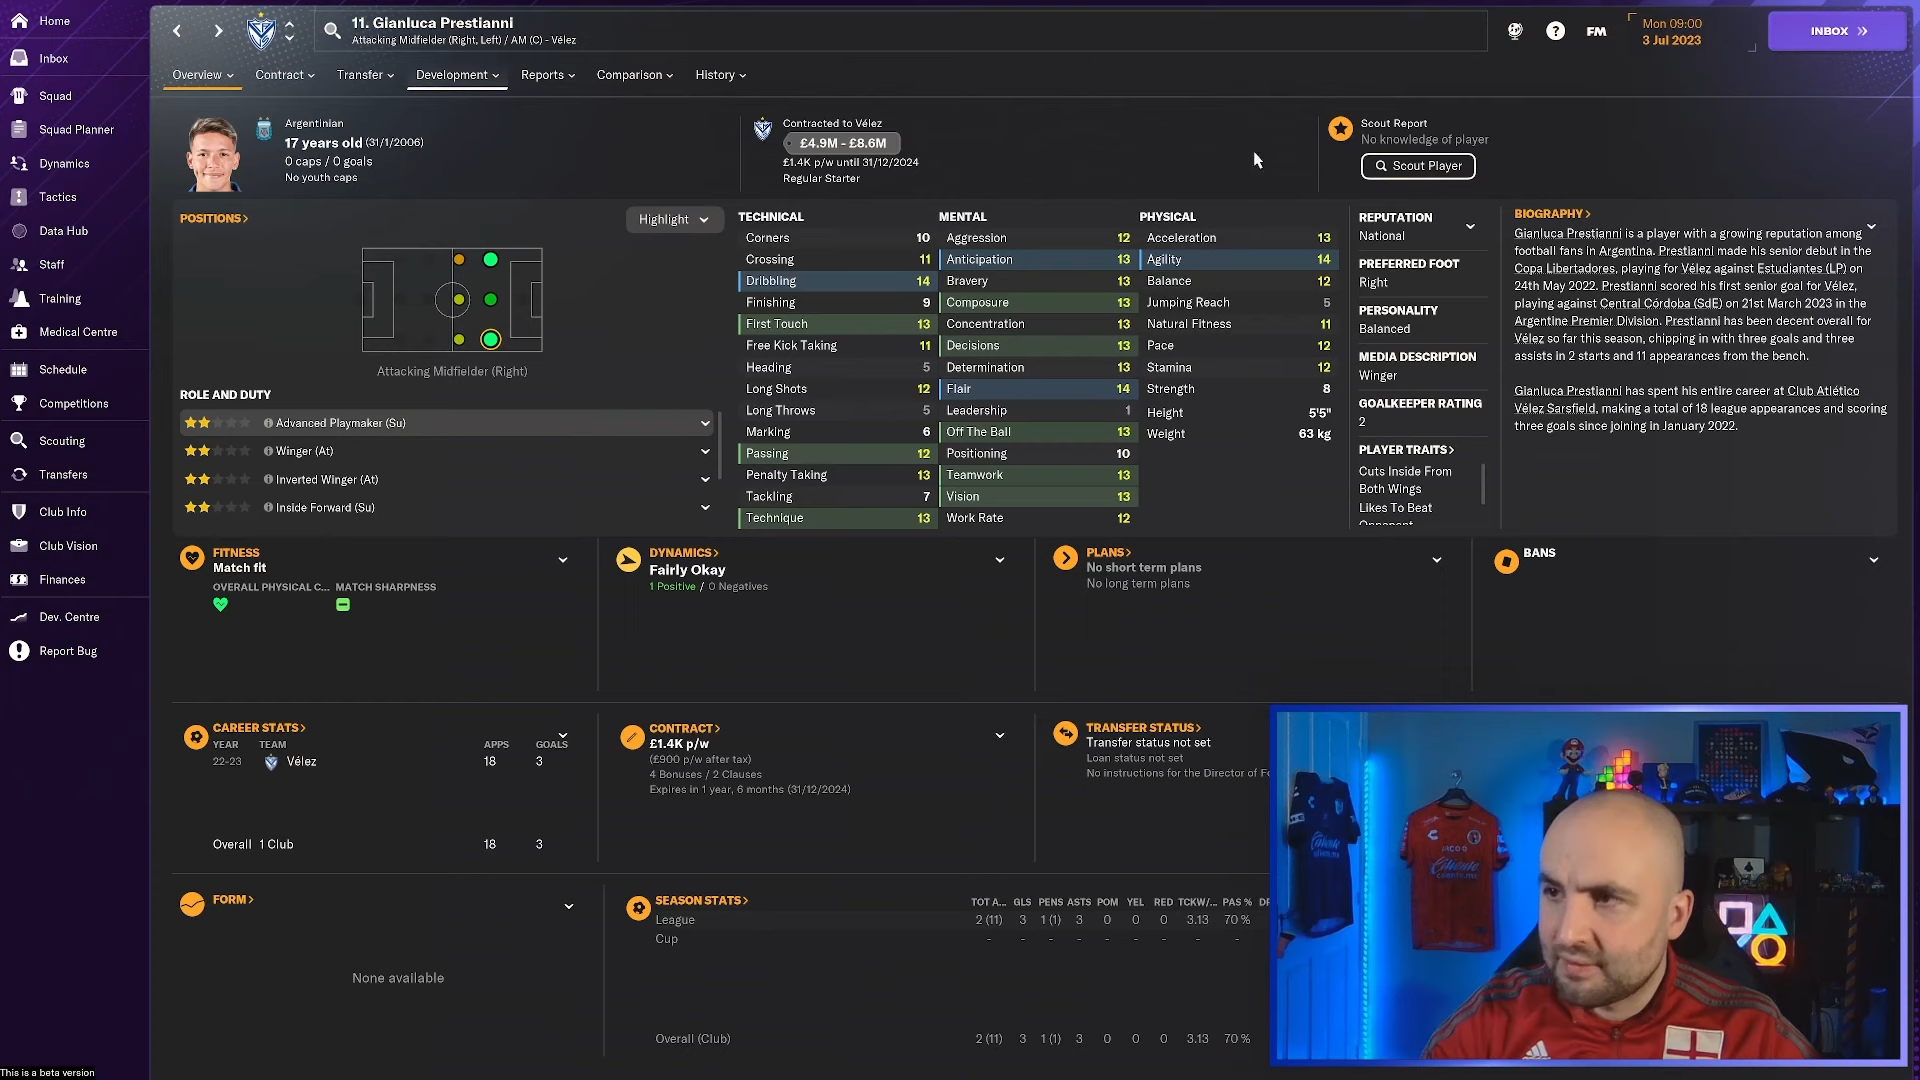 Home
Inbox
Squad
Squad Planner
Dynamics
Tactics
Data Hub
Staff
Training
Medical Centre
Schedule
Competitions
Scouting
Transfers
Club Info
Club Vision
Finances
Dev. Centre
Report Bug
This is a beta version
11. Gianluca Prestianni
Attacking Midfielder (Right, Left) / AM (C) - Vélez
?
FM
Mon 09:00
3 Jul 2023
INBOX
Overview
Contract
Transfer
Development
Reports
Comparison
History
Argentinian
17 years old (31/1/2006)
0 caps / 0 goals
No youth caps
Contracted to Vélez
£4.9M - £8.6M
£1.4K p/w until 31/12/2024
Regular Starter
Scout Report
No knowledge of player
Scout Player
POSITIONS>
Highlight
Attacking Midfielder (Right)
ROLE AND DUTY
Advanced Playmaker (Su)
Winger (At)
Inverted Winger (At)
Inside Forward (Su)
TECHNICAL
Corners 10
Crossing 11
Dribbling 14
Finishing 9
First Touch 13
Free Kick Taking 11
Heading 5
Long Shots 12
Long Throws 5
Marking 6
Passing 12
Penalty Taking 13
Tackling 7
Technique 13
MENTAL
Aggression 12
Anticipation 13
Bravery 13
Composure 13
Concentration 13
Decisions 13
Determination 13
Flair 14
Leadership 1
Off The Ball 13
Positioning 10
Teamwork 13
Vision 13
Work Rate 12
PHYSICAL
Acceleration 13
Agility 14
Balance 12
Jumping Reach 5
Natural Fitness 11
Pace 12
Stamina 12
Strength 8
Height 5'5"
Weight 63 kg
REPUTATION
National
PREFERRED FOOT
Right
PERSONALITY
Balanced
MEDIA DESCRIPTION
Winger
GOALKEEPER RATING
2
PLAYER TRAITS>
Cuts Inside From
Both Wings
Likes To Beat
Opponent
BIOGRAPHY>
Gianluca Prestianni is a player with a growing reputation among
football fans in Argentina. Prestianni made his senior debut in the
Copa Libertadores, playing for Vélez against Estudiantes (LP) on
24th May 2022. Prestianni scored his first senior goal for Vélez,
playing against Central Córdoba (SdE) on 21st March 2023 in the
Argentine Premier Division. Prestianni has been decent overall for
Vélez so far this season, chipping in with three goals and three
assists in 2 starts and 11 appearances from the bench.
Gianluca Prestianni has spent his entire career at Club Atlético
Vélez Sarsfield, making a total of 18 league appearances and scoring
three goals since joining in January 2022.
FITNESS
Match fit
OVERALL PHYSICAL C... MATCH SHARPNESS
DYNAMICS>
Fairly Okay
1 Positive / 0 Negatives
PLANS>
No short term plans
No long term plans
BANS
CAREER STATS>
YEAR TEAM APPS GOALS
22-23 Vélez 18 3
Overall 1 Club 18 3
CONTRACT>
£1.4K p/w
(£900 p/w after tax)
4 Bonuses / 2 Clauses
Expires in 1 year, 6 months (31/12/2024)
TRANSFER STATUS>
Transfer status not set
Loan status not set
No instructions for the Director of Fo
FORM>
None available
SEASON STATS>
TOT A... GLS PENS ASTS POM YEL RED TCKW/... PAS % DR
League 2 (11) 3 1 (1) 3 0 0 0 3.13 70 %
Cup - - - - - - - - -
Overall (Club) 2 (11) 3 1 (1) 3 0 0 0 3.13 70 %
Caliente